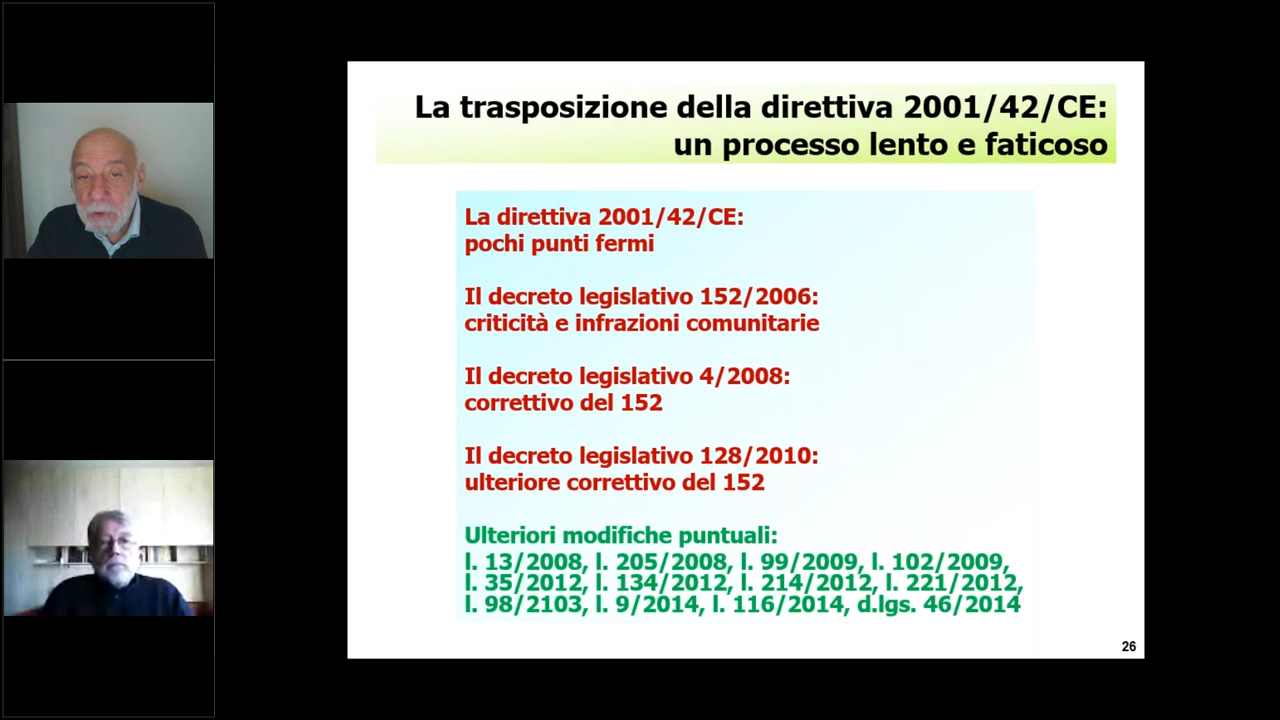 La trasposizione della direttiva 2001/42/CE:
un processo lento e faticoso
La direttiva 2001/42/CE:
pochi punti fermi
Il decreto legislativo 152/2006:
criticità e infrazioni comunitarie
Il decreto legislativo 4/2008:
correttivo del 152
Il decreto legislativo 128/2010:
ulteriore correttivo del 152
Ulteriori modifiche puntuali:
l. 13/2008, l. 205/2008, l. 99/2009, l. 102/2009,
l. 35/2012, l. 134/2012, l. 214/2012, l. 221/2012,
l. 98/2103, l. 9/2014, l. 116/2014, d.lgs. 46/2014
26